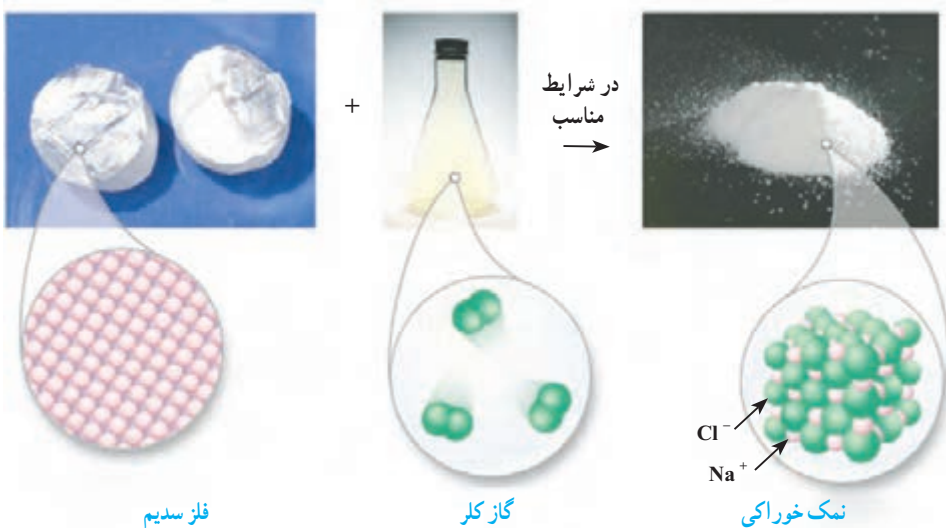 +
در شرایط
مناسب
Cl⁻
Na⁺
فلز سدیم
گاز کلر
نمک خوراکی